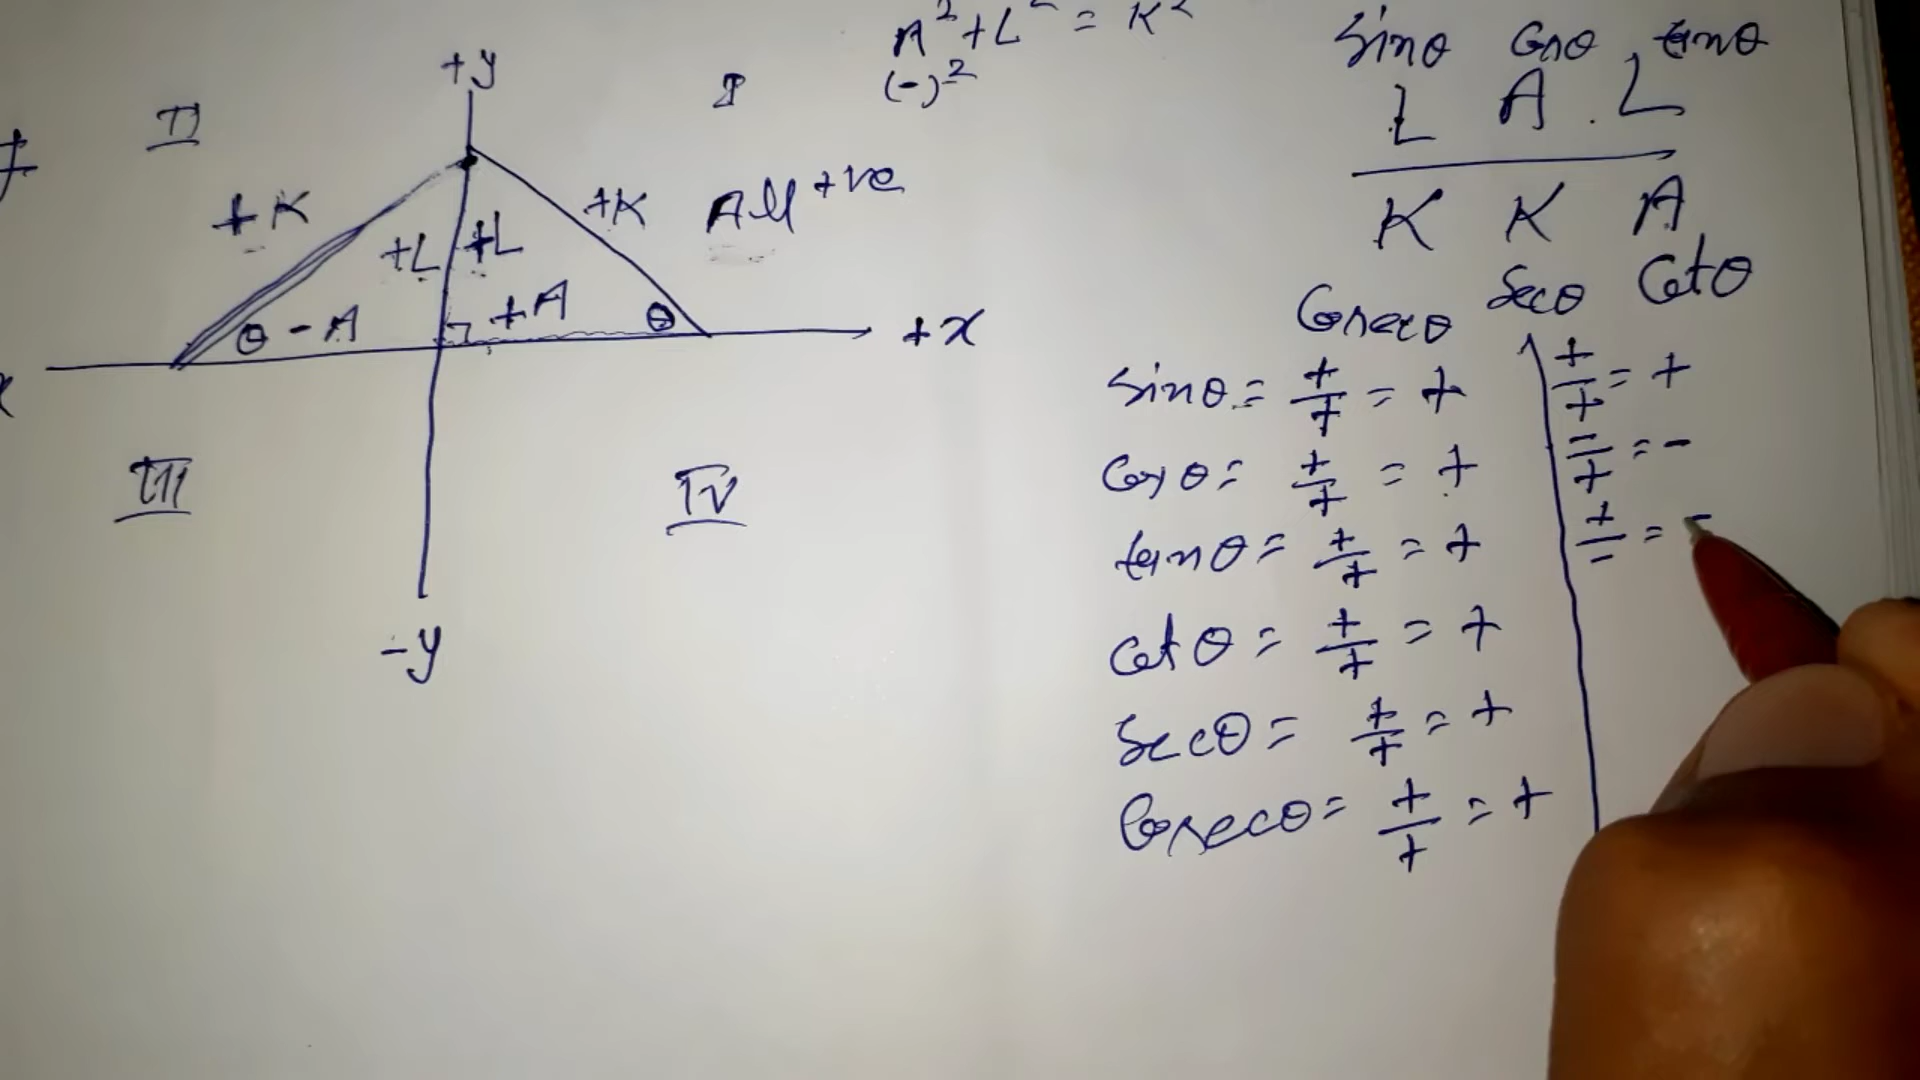 A² + L² = K²
(-)²
+y
II
I
+K
+K
All +ve
+L
+L
θ -A
+A
θ
+x
x
III
IV
-y
Sinθ Cosθ tanθ
L A L
K K A
Cosecθ Secθ Cotθ
Sinθ = +/+ = + +/+ = +
Cosθ = +/+ = + -/+ = -
tanθ = +/+ = + +/- = -
Cotθ = +/+ = +
Secθ = +/+ = +
Cosecθ = +/+ = +